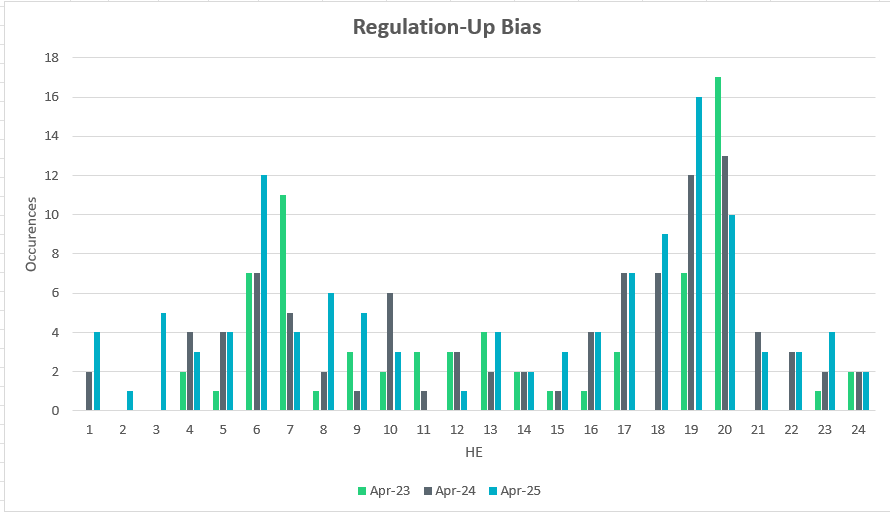 Regulation-Up Bias
18
16
14
12
10
8
6
4
2
0
Occurences
1 2 3 4 5 6 7 8 9 10 11 12 13 14 15 16 17 18 19 20 21 22 23 24
HE
Apr-23 Apr-24 Apr-25